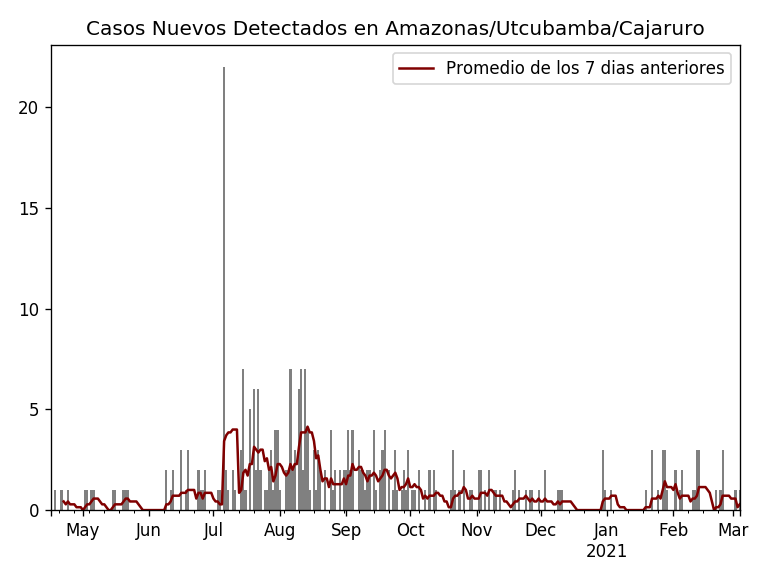 Casos Nuevos Detectados en Amazonas/Utcubamba/Cajaruro
Promedio de los 7 dias anteriores
20
15
10
5
0
May Jun Jul Aug Sep Oct Nov Dec Jan Feb Mar
2021